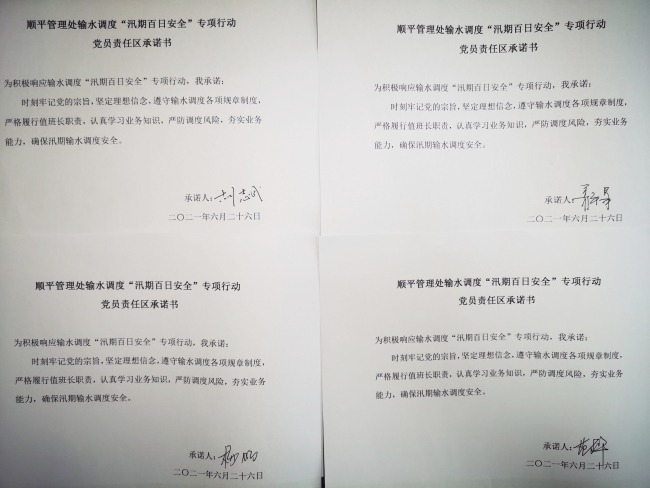 顺平管理处输水调度“汛期百日安全”专项行动
党员责任区承诺书
为积极响应输水调度“汛期百日安全”专项行动，我承诺：
时刻牢记党的宗旨，坚定理想信念，遵守输水调度各项规章制度，
严格履行值班长职责，认真学习业务知识，严防调度风险，夯实业务
能力，确保汛期输水调度安全。
承诺人：刘志武
二〇二一年六月二十六日
顺平管理处输水调度“汛期百日安全”专项行动
党员责任区承诺书
为积极响应输水调度“汛期百日安全”专项行动，我承诺：
时刻牢记党的宗旨，坚定理想信念，遵守输水调度各项规章制度，
严格履行值班长职责，认真学习业务知识，严防调度风险，夯实业务
能力，确保汛期输水调度安全。
承诺人：
二〇二一年六月二十六日
顺平管理处输水调度“汛期百日安全”专项行动
党员责任区承诺书
为积极响应输水调度“汛期百日安全”专项行动，我承诺：
时刻牢记党的宗旨，坚定理想信念，遵守输水调度各项规章制度，
严格履行值班长职责，认真学习业务知识，严防调度风险，夯实业务
能力，确保汛期输水调度安全。
承诺人：
二〇二一年六月二十六日
顺平管理处输水调度“汛期百日安全”专项行动
党员责任区承诺书
为积极响应输水调度“汛期百日安全”专项行动，我承诺：
时刻牢记党的宗旨，坚定理想信念，遵守输水调度各项规章制度，
严格履行值班长职责，认真学习业务知识，严防调度风险，夯实业务
能力，确保汛期输水调度安全。
承诺人：
二〇二一年六月二十六日